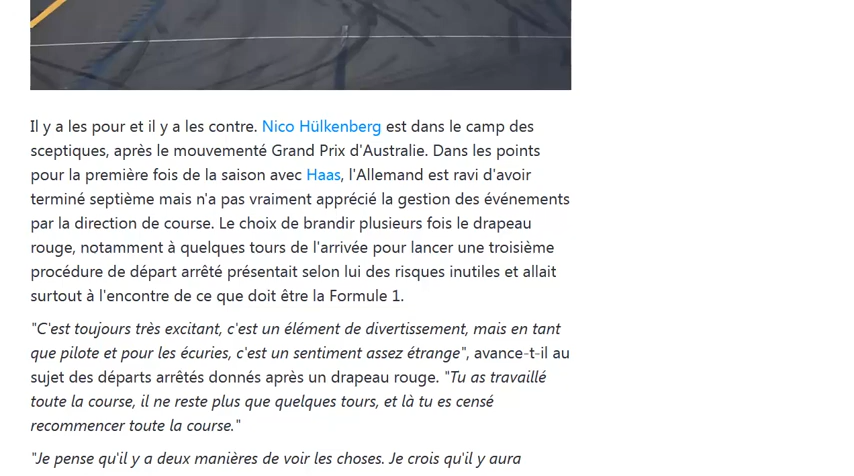 Il y a les pour et il y a les contre. Nico Hülkenberg est dans le camp des
sceptiques, après le mouvementé Grand Prix d'Australie. Dans les points
pour la première fois de la saison avec Haas, l'Allemand est ravi d'avoir
terminé septième mais n'a pas vraiment apprécié la gestion des événements
par la direction de course. Le choix de brandir plusieurs fois le drapeau
rouge, notamment à quelques tours de l'arrivée pour lancer une troisième
procédure de départ arrêté présentait selon lui des risques inutiles et allait
surtout à l'encontre de ce que doit être la Formule 1.
"C'est toujours très excitant, c'est un élément de divertissement, mais en tant
que pilote et pour les écuries, c'est un sentiment assez étrange", avance-t-il au
sujet des départs arrêtés donnés après un drapeau rouge. "Tu as travaillé
toute la course, il ne reste plus que quelques tours, et là tu es censé
recommencer toute la course."
"Je pense qu'il y a deux manières de voir les choses. Je crois qu'il y aura